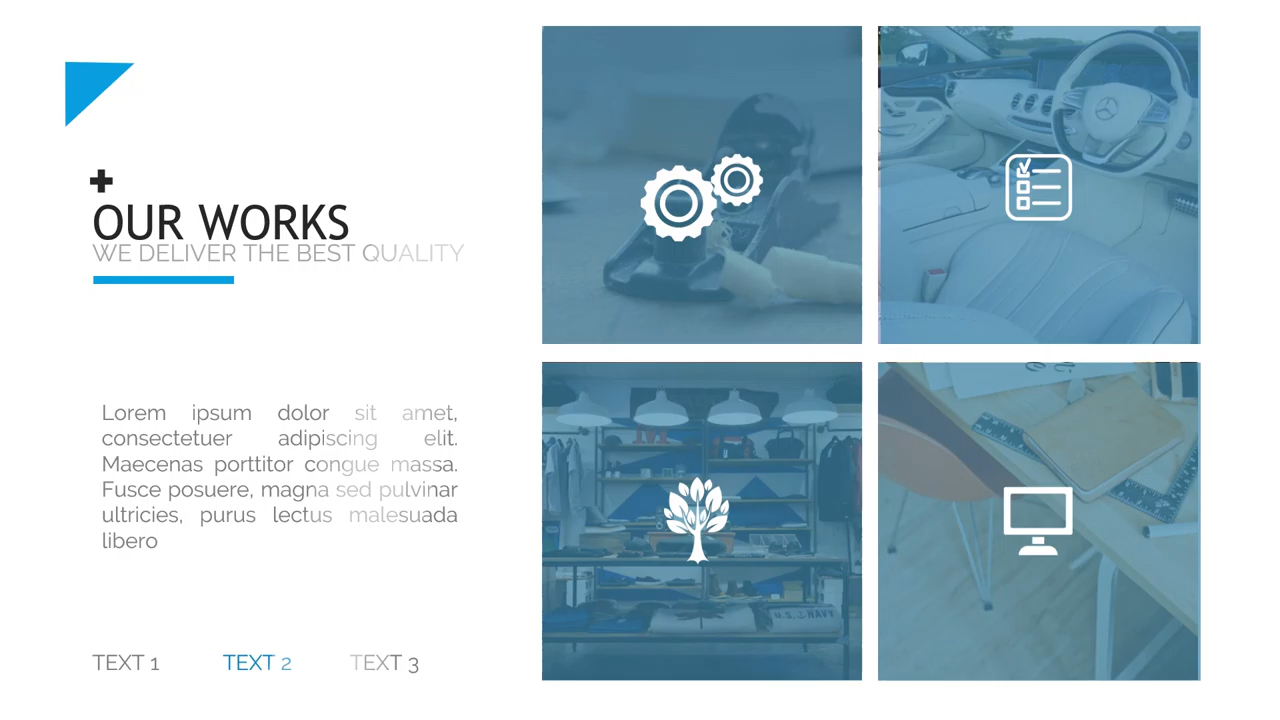 OUR WORKS
WE DELIVER THE BEST QUALITY
Lorem ipsum dolor sit amet,
consectetuer adipiscing elit.
Maecenas porttitor congue massa.
Fusce posuere, magna sed pulvinar
ultricies, purus lectus malesuada
libero
TEXT 1 TEXT 2 TEXT 3
U.S. NAVY